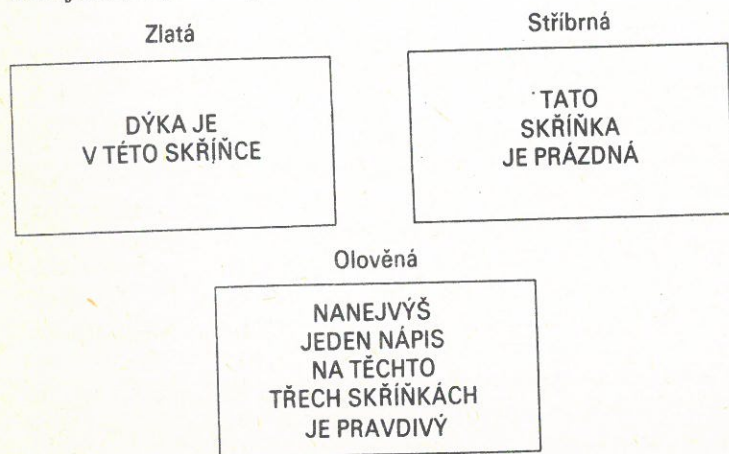 Zlatá
DÝKA JE
V TÉTO SKŘÍŇCE
Stříbrná
TATO
SKŘÍŇKA
JE PRÁZDNÁ
Olověná
NANEJVÝŠ
JEDEN NÁPIS
NA TĚCHTO
TŘECH SKŘÍŇKÁCH
JE PRAVDIVÝ